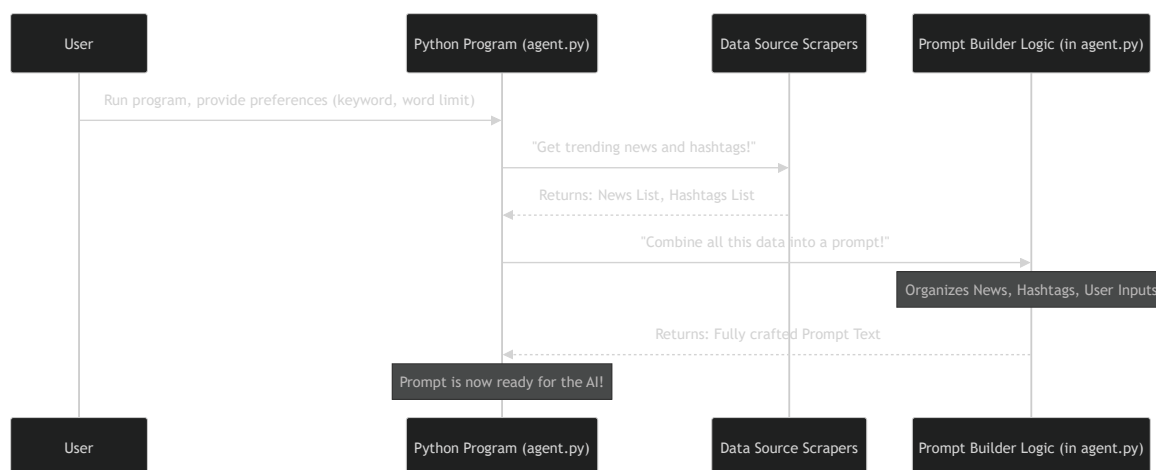 User
Python Program (agent.py)
Data Source Scrapers
Prompt Builder Logic (in agent.py)
Run program, provide preferences (keyword, word limit)
"Get trending news and hashtags!"
Returns: News List, Hashtags List
"Combine all this data into a prompt!"
Organizes News, Hashtags, User Inputs
Returns: Fully crafted Prompt Text
Prompt is now ready for the AI!
User
Python Program (agent.py)
Data Source Scrapers
Prompt Builder Logic (in agent.py)